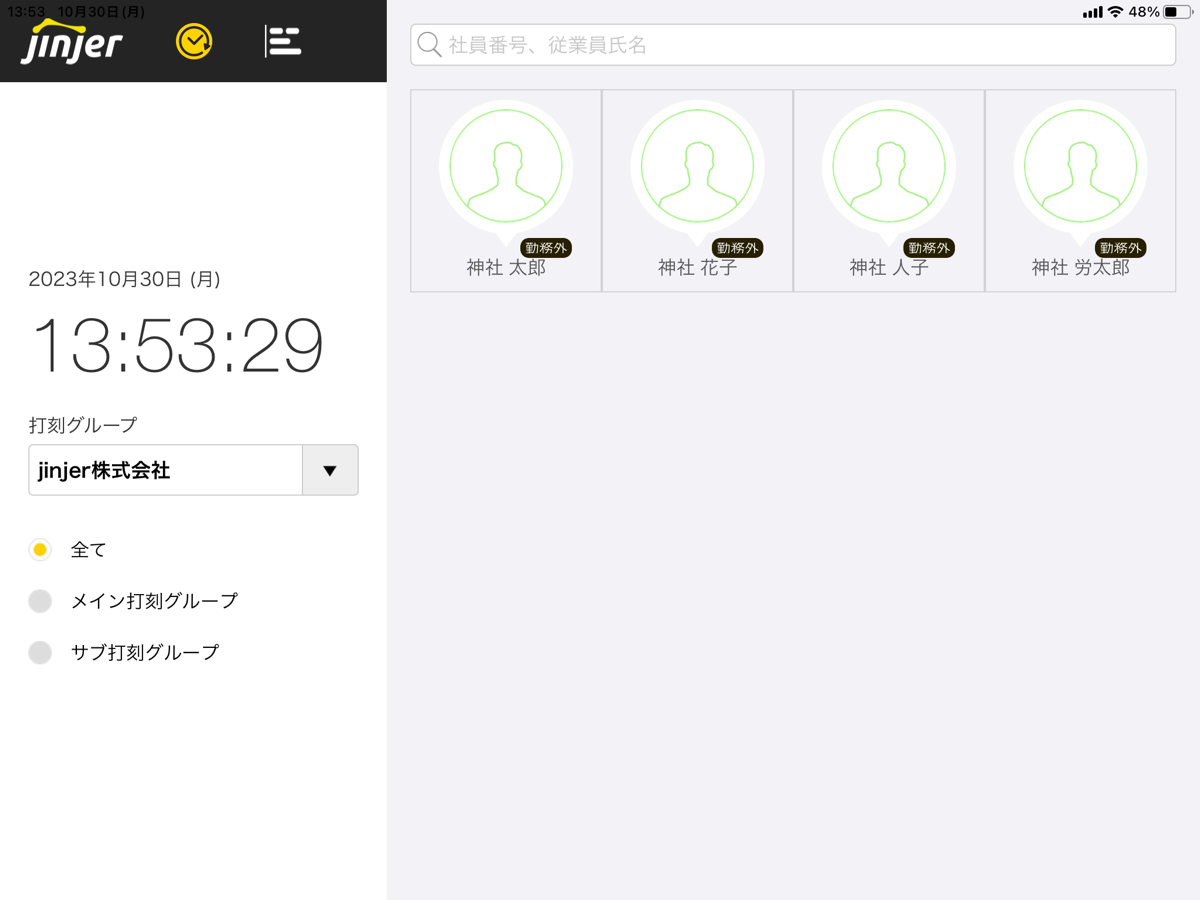 13:53 10月30日(月)
48%
jinjer
社員番号、従業員氏名
勤務外
神社 太郎
勤務外
神社 花子
勤務外
神社 人子
勤務外
神社 労太郎
2023年10月30日 (月)
13:53:29
打刻グループ
jinjer株式会社
全て
メイン打刻グループ
サブ打刻グループ